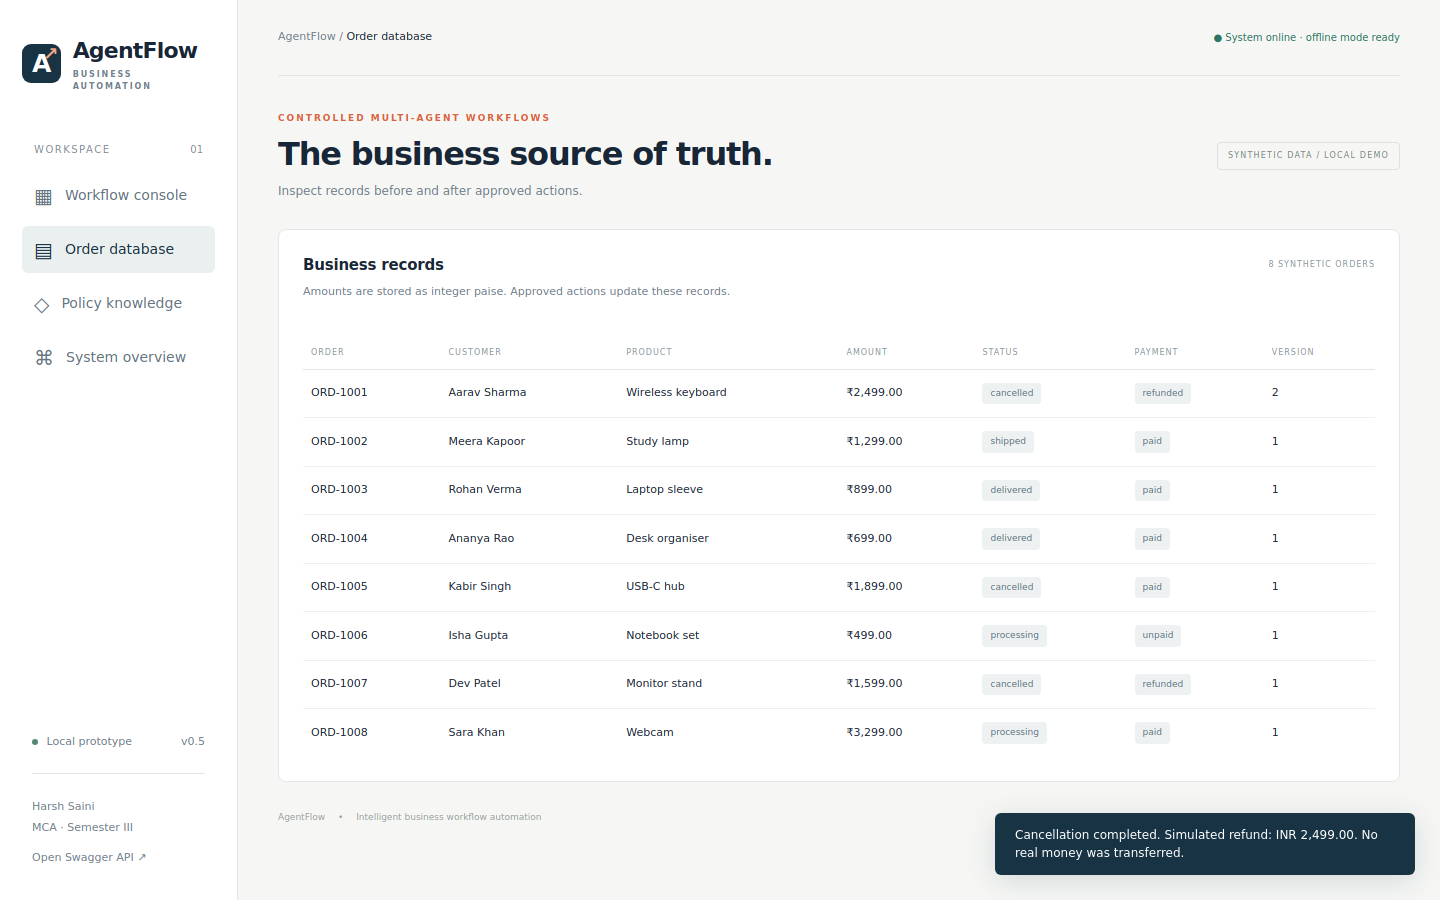 A
AgentFlow
BUSINESS
AUTOMATION
WORKSPACE 01
Workflow console
Order database
Policy knowledge
System overview
Local prototype v0.5
Harsh Saini
MCA · Semester III
Open Swagger API ↗
AgentFlow / Order database
● System online · offline mode ready
CONTROLLED MULTI-AGENT WORKFLOWS
The business source of truth.
Inspect records before and after approved actions.
SYNTHETIC DATA / LOCAL DEMO
Business records
8 SYNTHETIC ORDERS
Amounts are stored as integer paise. Approved actions update these records.
ORDER CUSTOMER PRODUCT AMOUNT STATUS PAYMENT VERSION
ORD-1001 Aarav Sharma Wireless keyboard ₹2,499.00 cancelled refunded 2
ORD-1002 Meera Kapoor Study lamp ₹1,299.00 shipped paid 1
ORD-1003 Rohan Verma Laptop sleeve ₹899.00 delivered paid 1
ORD-1004 Ananya Rao Desk organiser ₹699.00 delivered paid 1
ORD-1005 Kabir Singh USB-C hub ₹1,899.00 cancelled paid 1
ORD-1006 Isha Gupta Notebook set ₹499.00 processing unpaid 1
ORD-1007 Dev Patel Monitor stand ₹1,599.00 cancelled refunded 1
ORD-1008 Sara Khan Webcam ₹3,299.00 processing paid 1
AgentFlow • Intelligent business workflow automation
Cancellation completed. Simulated refund: INR 2,499.00. No
real money was transferred.